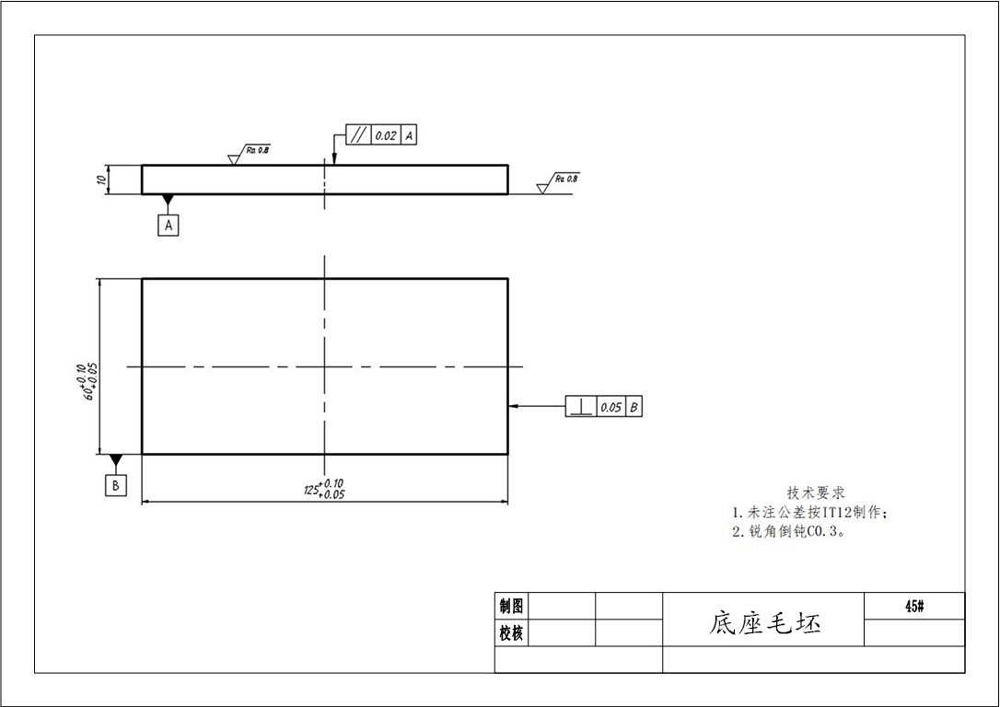 // 0.02 A
Ra 0.8
Ra 0.8
10
A
60 +0.10 +0.05
⊥ 0.05 B
B
125 +0.10 +0.05
技术要求
1.未注公差按IT12制作；
2.锐角倒钝C0.3。
制图
底座毛坯
45#
校核